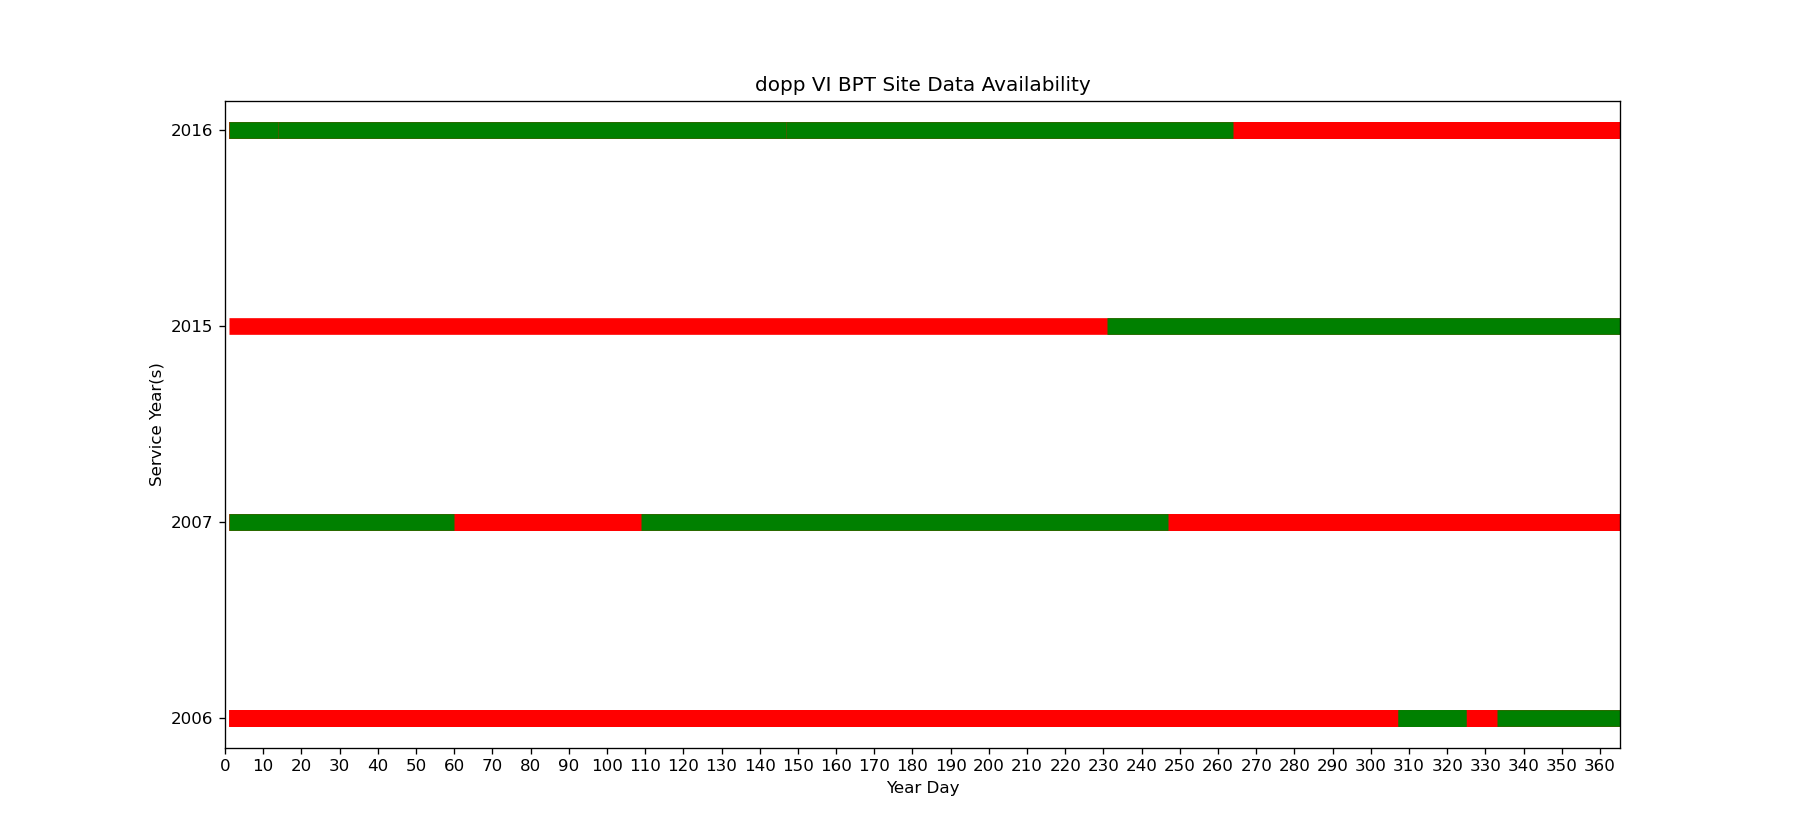 dopp VI BPT Site Data Availability
2016
2015
Service Year(s)
2007
2006
0 10 20 30 40 50 60 70 80 90 100 110 120 130 140 150 160 170 180 190 200 210 220 230 240 250 260 270 280 290 300 310 320 330 340 350 360
Year Day